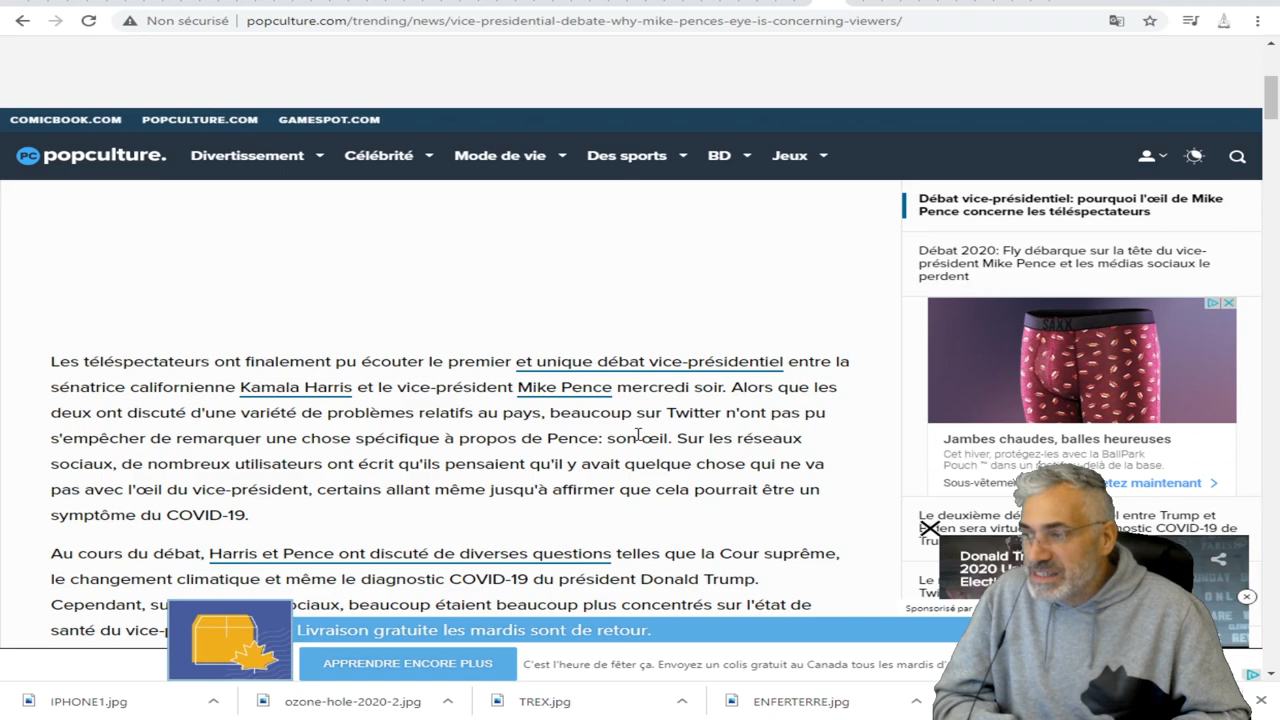 Non sécurisé
popculture.com/trending/news/vice-presidential-debate-why-mike-pences-eye-is-concerning-viewers/
COMICBOOK.COM POPCULTURE.COM GAMESPOT.COM
PC popculture. Divertissement Célébrité Mode de vie Des sports BD Jeux
Les téléspectateurs ont finalement pu écouter le premier et unique débat vice-présidentiel entre la
sénatrice californienne Kamala Harris et le vice-président Mike Pence mercredi soir. Alors que les
deux ont discuté d'une variété de problèmes relatifs au pays, beaucoup sur Twitter n'ont pas pu
s'empêcher de remarquer une chose spécifique à propos de Pence: son œil. Sur les réseaux
sociaux, de nombreux utilisateurs ont écrit qu'ils pensaient qu'il y avait quelque chose qui ne va
pas avec l'œil du vice-président, certains allant même jusqu'à affirmer que cela pourrait être un
symptôme du COVID-19.
Au cours du débat, Harris et Pence ont discuté de diverses questions telles que la Cour suprême,
le changement climatique et même le diagnostic COVID-19 du président Donald Trump.
Cependant, su ociaux, beaucoup étaient beaucoup plus concentrés sur l'état de
santé du vice-p
Débat vice-présidentiel: pourquoi l'œil de Mike
Pence concerne les téléspectateurs
Débat 2020: Fly débarque sur la tête du vice-
président Mike Pence et les médias sociaux le
perdent
SAXX
Jambes chaudes, balles heureuses
Cet hiver, protégez-les avec la BallPark
Pouch ™ dans un rockfey-delà de la base.
Sous-vêteme etez maintenant
Le deuxième dé el entre Trump et
en sera virtue nostic COVID-19 de
Tru
Donald T
2020 U
Elect
Le
Twi
Sponsorisé par
Livraison gratuite les mardis sont de retour.
APPRENDRE ENCORE PLUS
C'est l'heure de fêter ça. Envoyez un colis gratuit au Canada tous les mardis d'
IPHONE1.jpg ozone-hole-2020-2.jpg TREX.jpg ENFERTERRE.jpg